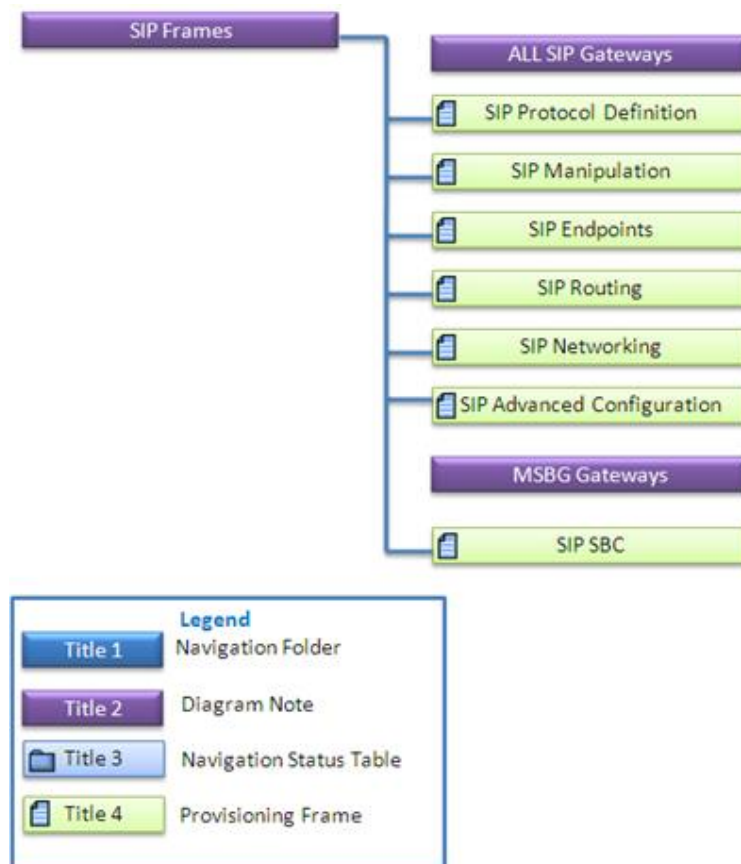 SIP Frames
ALL SIP Gateways
SIP Protocol Definition
SIP Manipulation
SIP Endpoints
SIP Routing
SIP Networking
SIP Advanced Configuration
MSBG Gateways
SIP SBC
Legend
Title 1 Navigation Folder
Title 2 Diagram Note
Title 3 Navigation Status Table
Title 4 Provisioning Frame